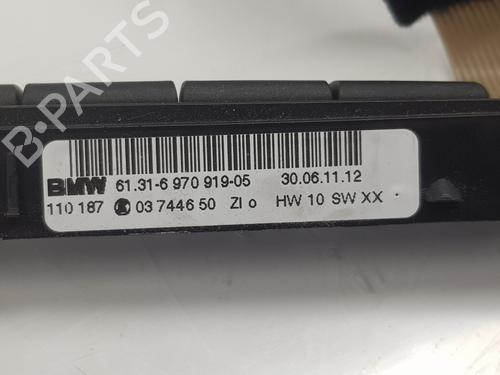 B-PARTS
BMW 61.31-6 970 919-05 30.06.11.12
110 187 03 7446 50 ZI o HW 10 SW XX